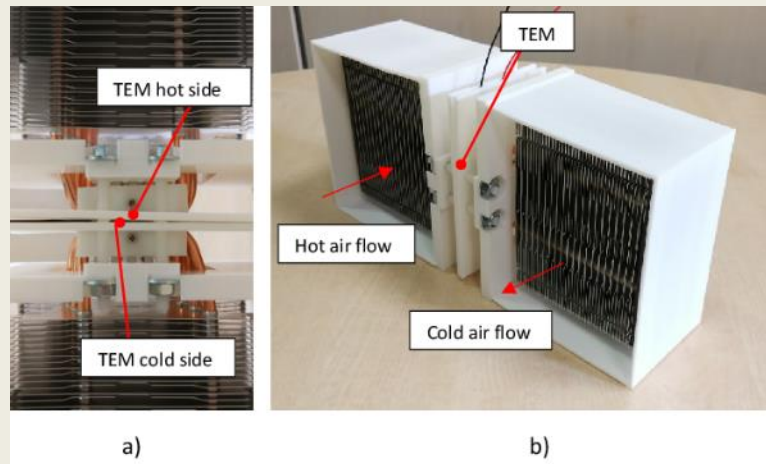 TEM hot side
TEM cold side
TEM
Hot air flow
Cold air flow
a)
b)